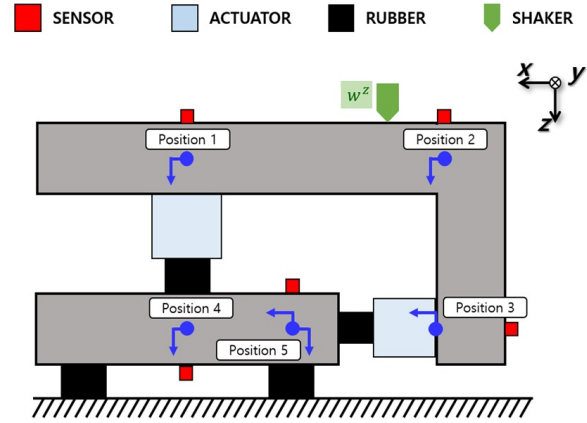 SENSOR ACTUATOR RUBBER SHAKER
w^z
x y
z
Position 1 Position 2
Position 3
Position 4
Position 5